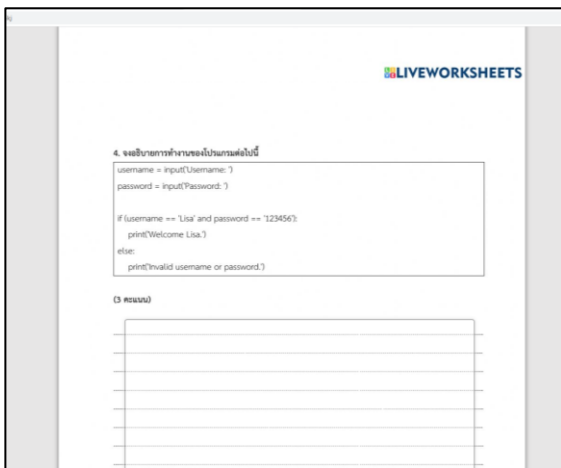 LIVEWORKSHEETS
4. จงอธิบายการทำงานของโปรแกรมต่อไปนี้
username = input('Username: ')
password = input('Password: ')
if (username == 'Lisa' and password == '123456'):
print('Welcome Lisa.')
else:
print('Invalid username or password.')
(3 คะแนน)